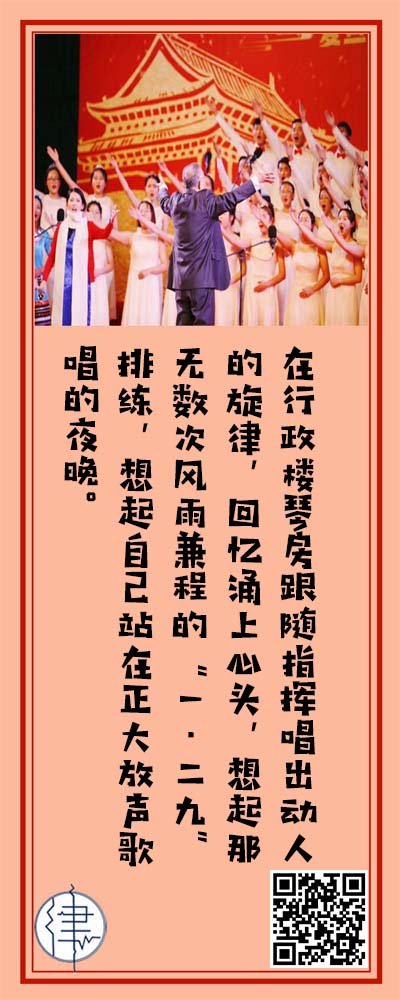 在行政楼琴房跟随指挥唱出动人
的旋律，回忆涌上心头，想起那
无数次风雨兼程的“一·二九”
排练，想起自己站在正大放声歌
唱的夜晚。
律